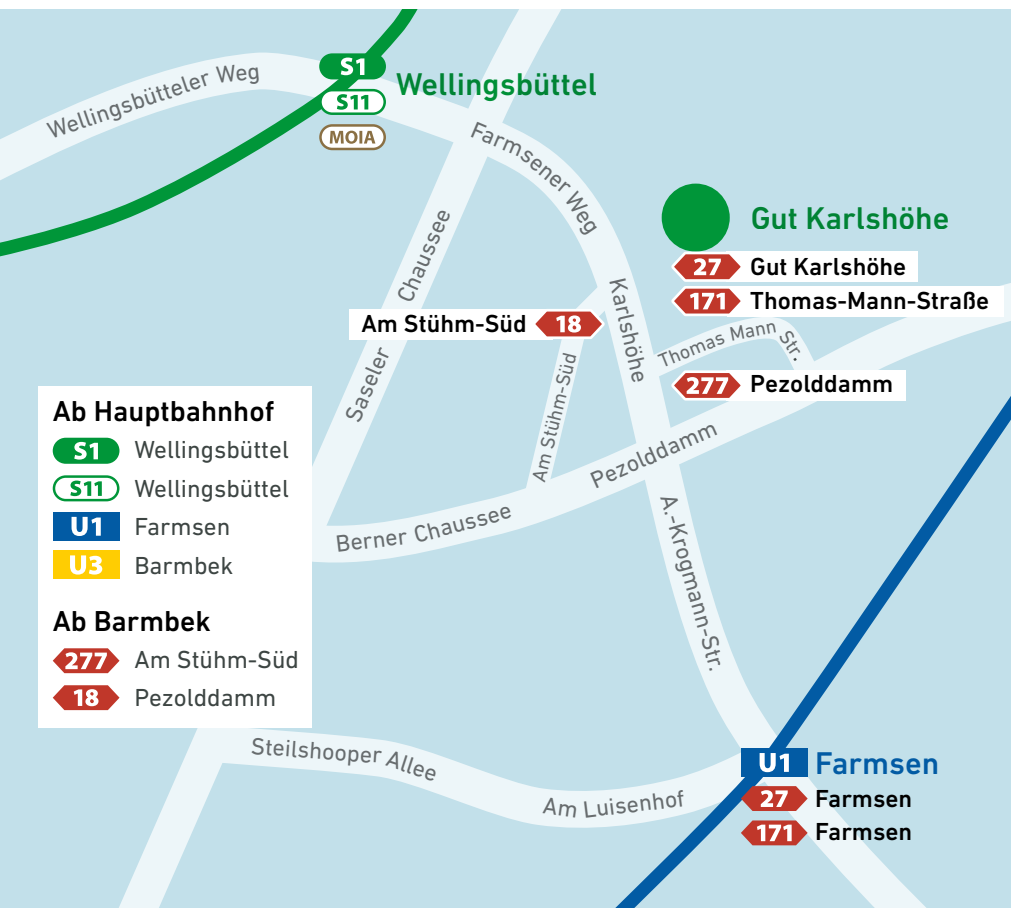 Wellingsbütteler Weg
S1
S11
MOIA
Wellingsbüttel
Farmsener Weg
Saseler Chaussee
Gut Karlshöhe
27 Gut Karlshöhe
171 Thomas-Mann-Straße
Am Stühm-Süd 18
Karlshöhe
Thomas Mann Str.
277 Pezolddamm
Am Stühm-Süd
Pezolddamm
Berner Chaussee
A.-Krogmann-Str.
Ab Hauptbahnhof
S1 Wellingsbüttel
S11 Wellingsbüttel
U1 Farmsen
U3 Barmbek
Ab Barmbek
277 Am Stühm-Süd
18 Pezolddamm
Steilshooper Allee
Am Luisenhof
U1 Farmsen
27 Farmsen
171 Farmsen